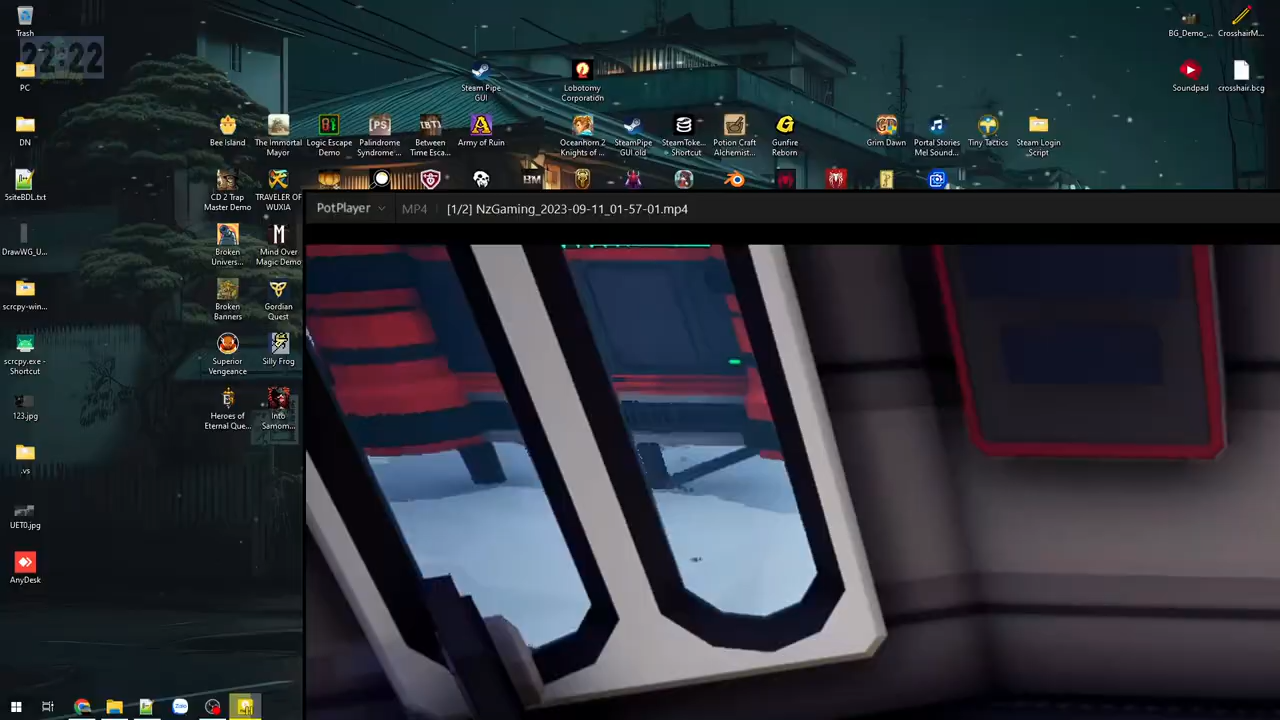 Trash
22:22
PC
DN
5siteBDL.txt
DrawWG_U...
scrcpy-win...
scrcpy.exe -
Shortcut
123.jpg
.vs
UET0.jpg
AnyDesk
Steam Pipe
GUI
Lobotomy
Corporation
BG_Demo_...
CrosshairM...
Soundpad
crosshair.bcg
Bee Island
The Immortal
Mayor
Logic Escape
Demo
Palindrome
Syndrome ...
Between
Time Esca...
Army of Ruin
Oceanhorn 2
Knights of ...
SteamPipe
GUI old
SteamToke...
- Shortcut
Potion Craft
Alchemist...
Gunfire
Reborn
Grim Dawn
Portal Stories
Mel Sound...
Tiny Tactics
Steam Login
Script
CD 2 Trap
Master Demo
TRAVELER OF
WUXIA
Broken
Univers...
Mind Over
Magic Demo
Broken
Banners
Gordian
Quest
Superior
Vengeance
Silly Frog
Heroes of
Eternal Que...
Into
Samom...
PotPlayer
MP4
[1/2] NzGaming_2023-09-11_01-57-01.mp4
Zalo